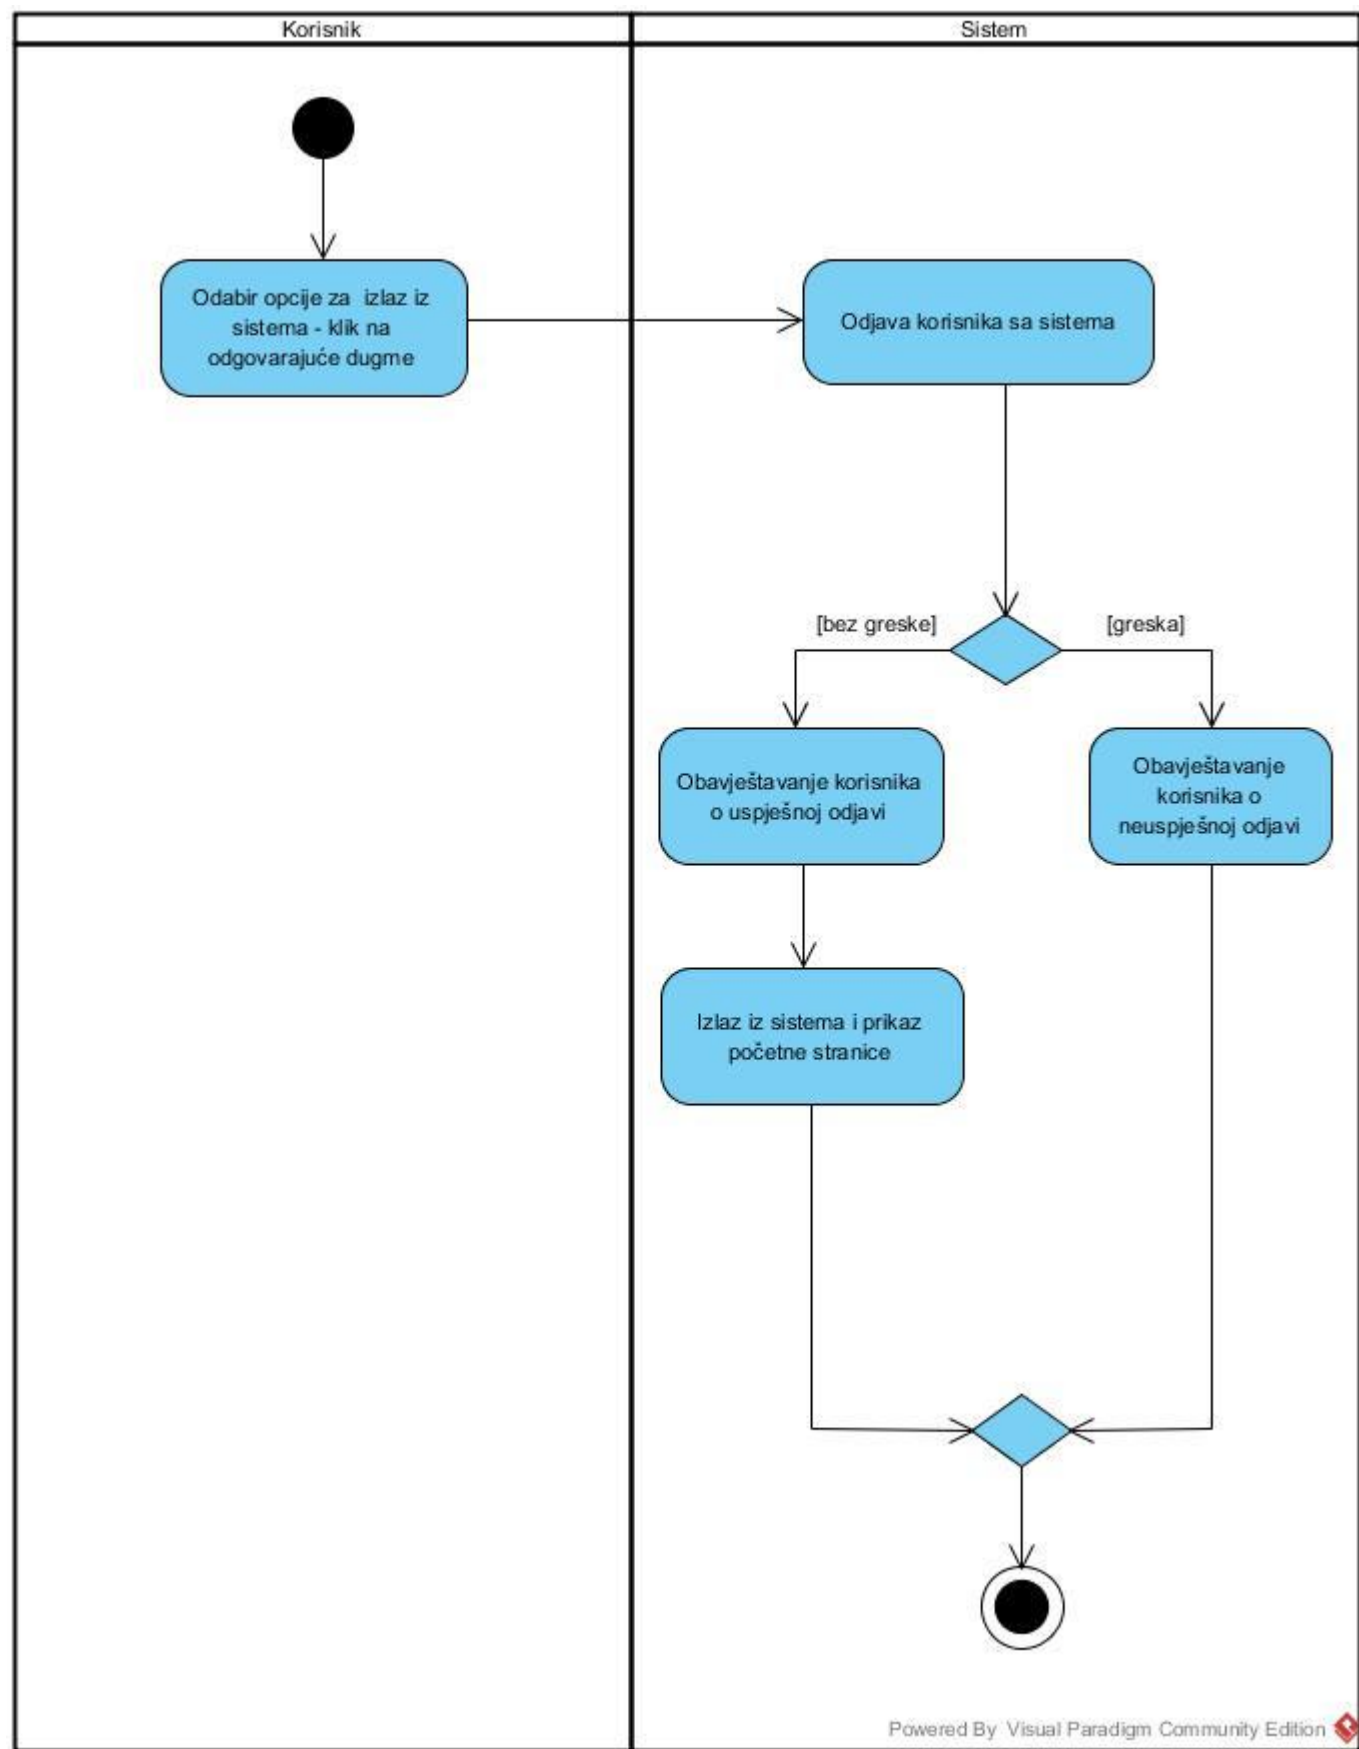 Korisnik
Sistem
Odabir opcije za izlaz iz
sistema - klik na
odgovarajuće dugme
Odjava korisnika sa sistema
[bez greske]
[greska]
Obavještavanje korisnika
o uspješnoj odjavi
Obavještavanje
korisnika o
neuspješnoj odjavi
Izlaz iz sistema i prikaz
početne stranice
Powered By Visual Paradigm Community Edition